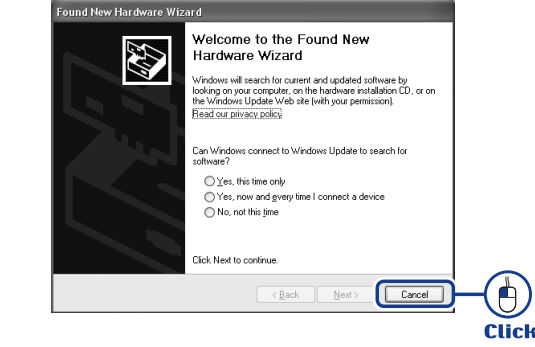 Found New Hardware Wizard
Welcome to the Found New
Hardware Wizard
Windows will search for current and updated software by
looking on your computer, on the hardware installation CD, or on
the Windows Update Web site (with your permission).
Read our privacy policy
Can Windows connect to Windows Update to search for
software?
Yes, this time only
Yes, now and every time I connect a device
No, not this time
Click Next to continue.
< Back Next > Cancel
Click